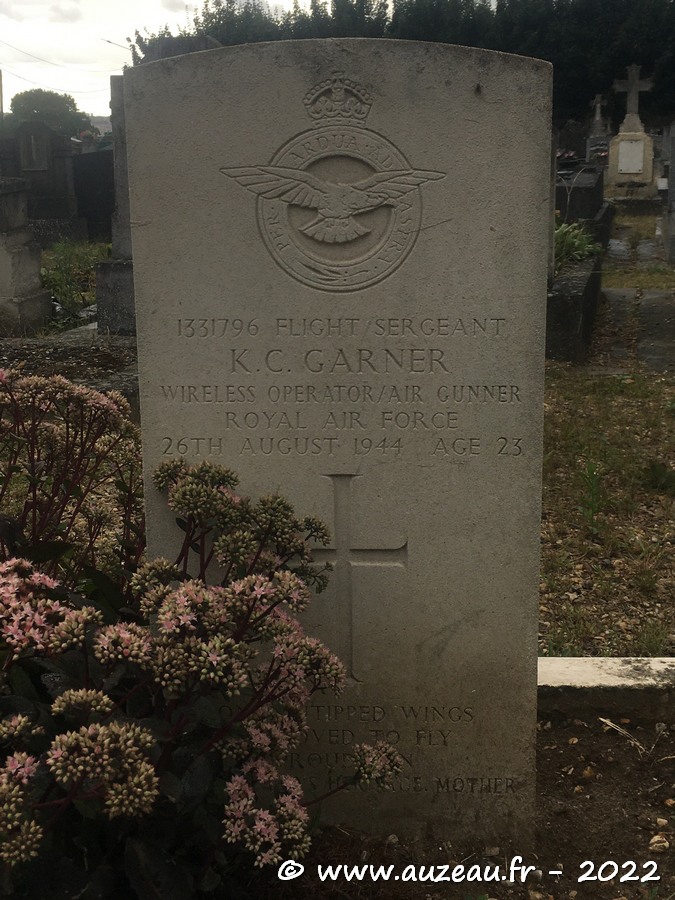 PER ARDUA AD ASTRA
1331796 FLIGHT/SERGEANT
K.C. GARNER
WIRELESS OPERATOR/AIR GUNNER
ROYAL AIR FORCE
26TH AUGUST 1944 AGE 23
TIPPED WINGS
TO FLY
HERITAGE. MOTHER
© www.auzeau.fr - 2022